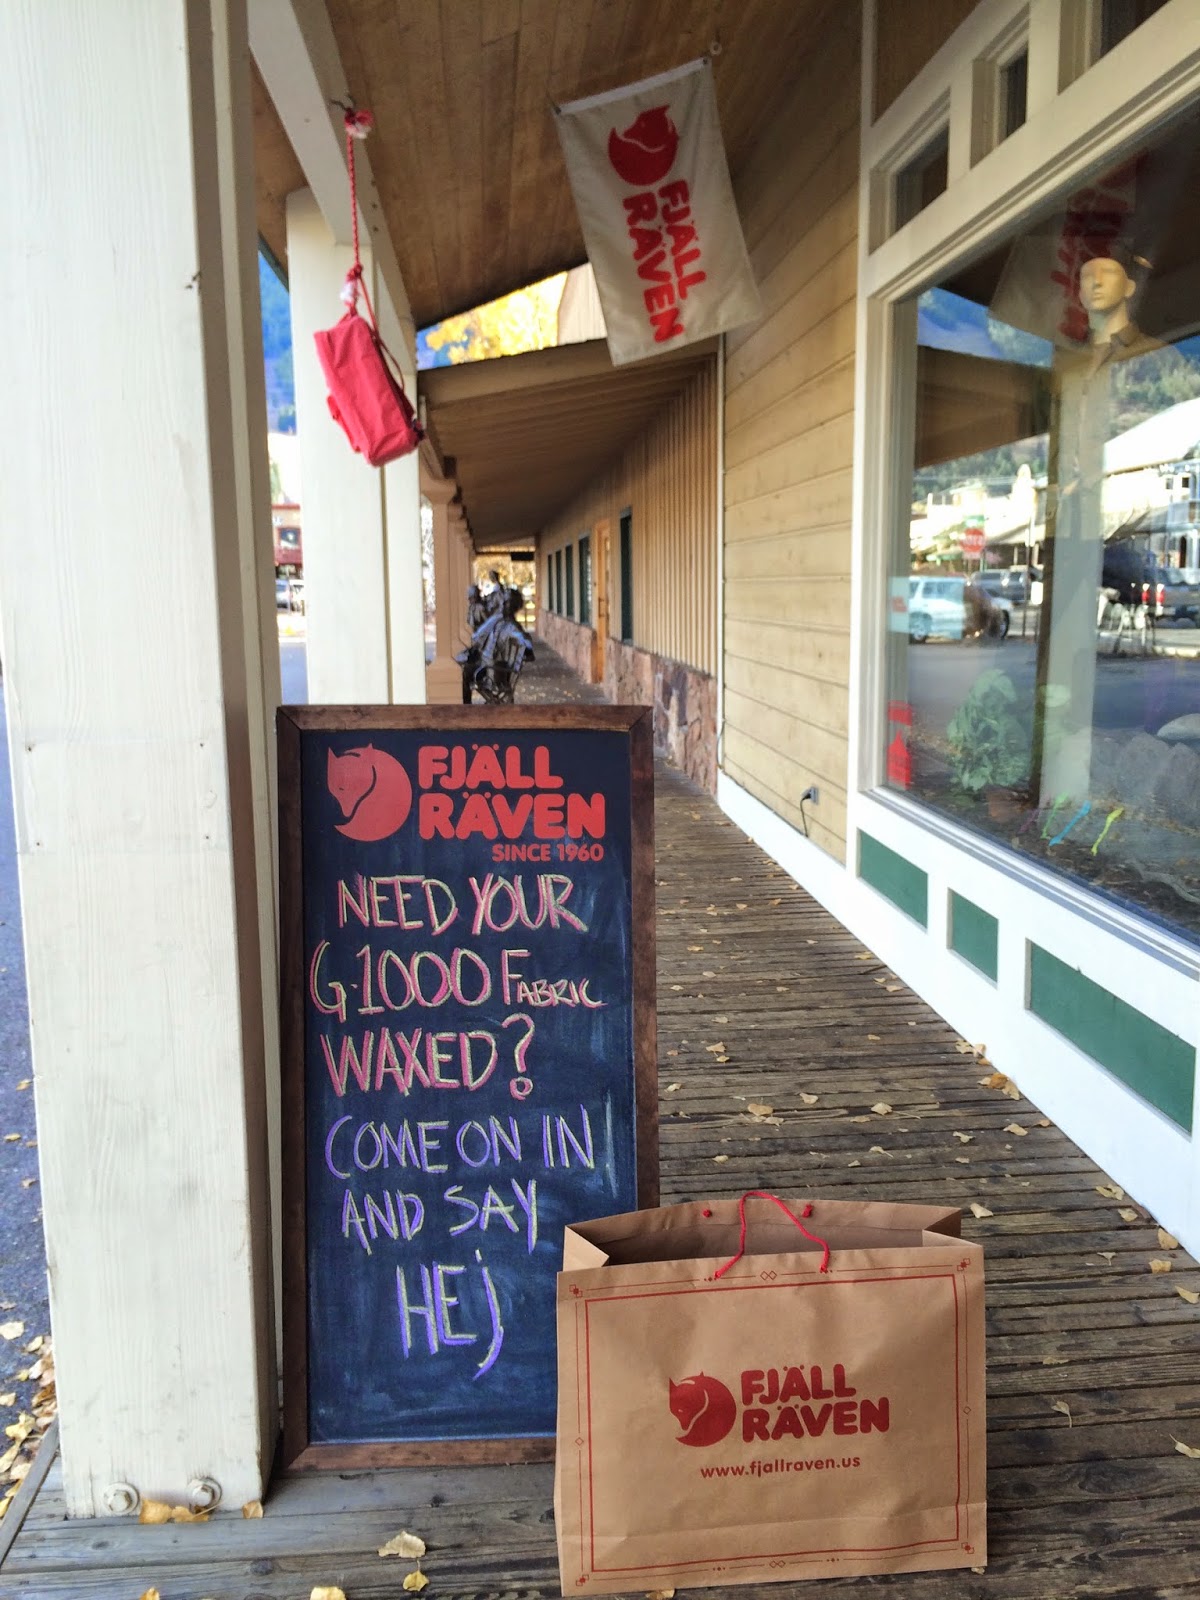 FJÄLL
RÄVEN
FJÄLL
RÄVEN
SINCE 1960
NEED YOUR
G-1000 FABRIC
WAXED?
COME ON IN
AND SAY
HEj
FJÄLL
RÄVEN
www.fjallraven.us